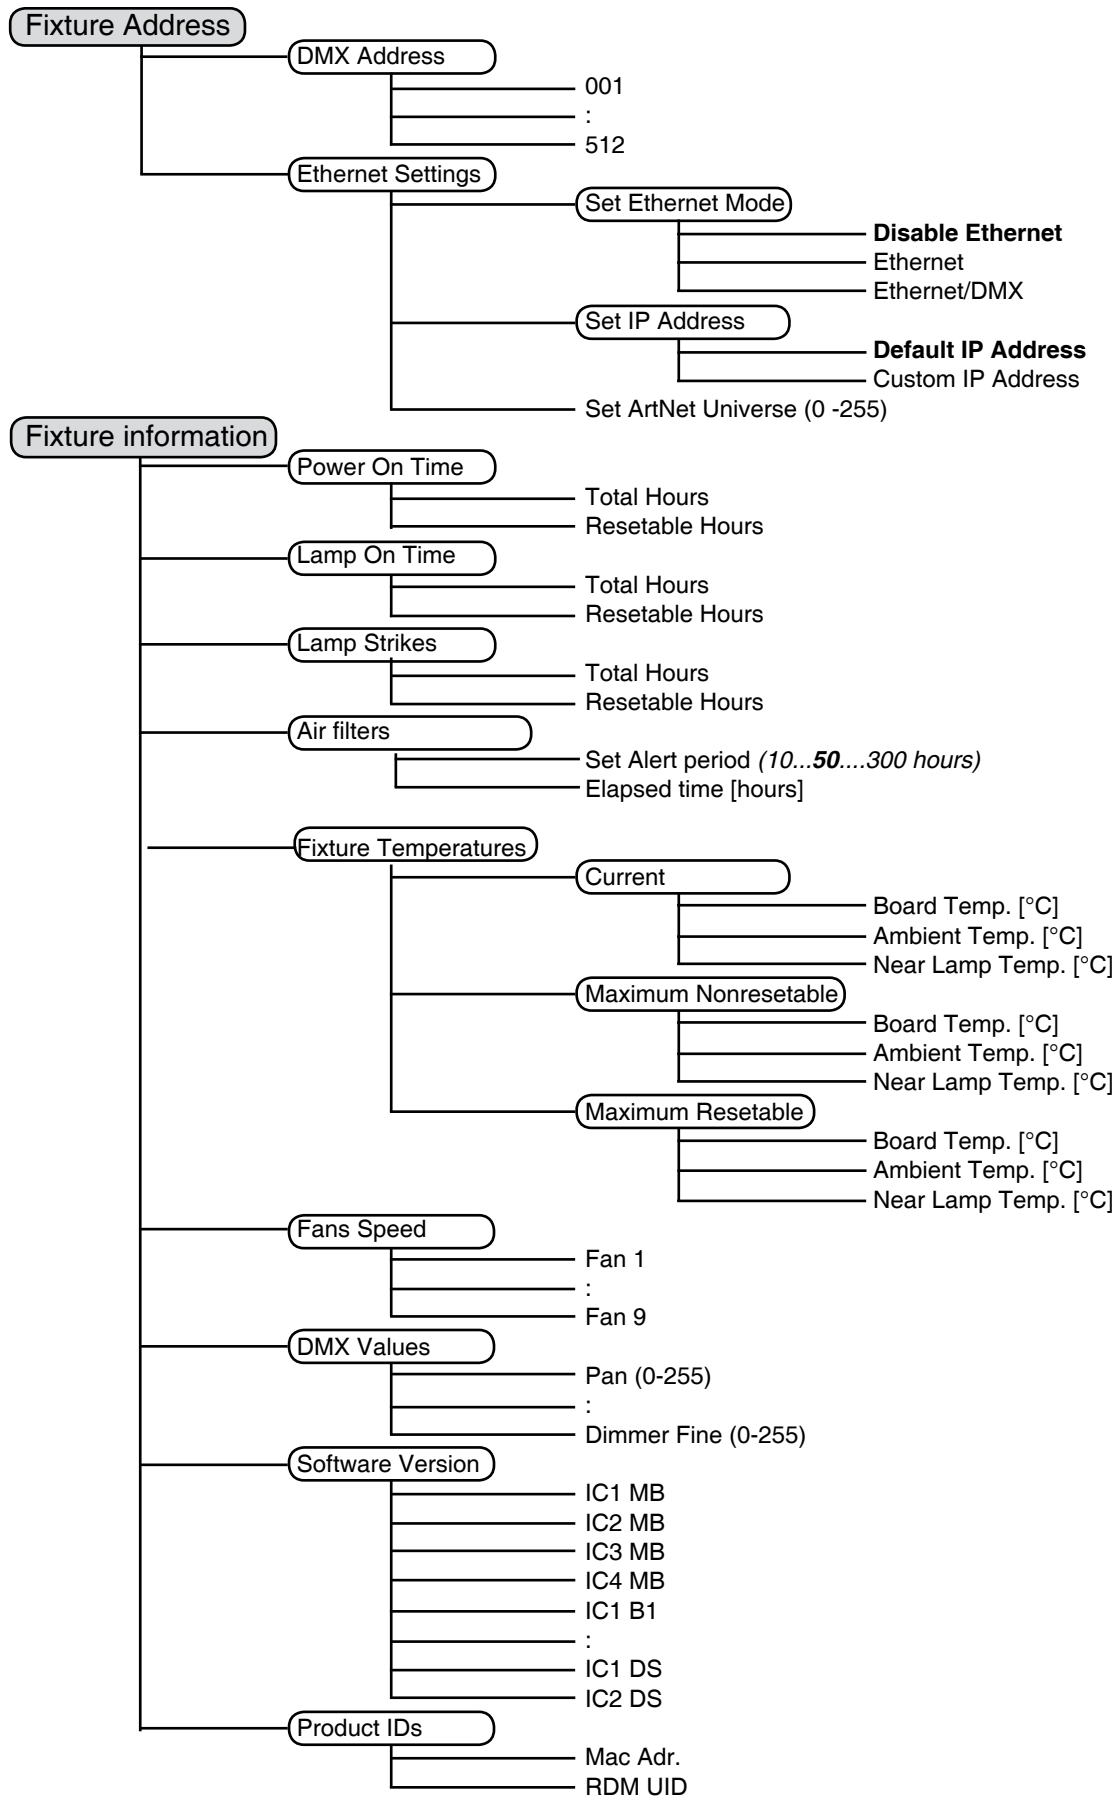 Fixture Address
DMX Address
001
:
512
Ethernet Settings
Set Ethernet Mode
Disable Ethernet
Ethernet
Ethernet/DMX
Set IP Address
Default IP Address
Custom IP Address
Set ArtNet Universe (0 -255)
Fixture information
Power On Time
Total Hours
Resetable Hours
Lamp On Time
Total Hours
Resetable Hours
Lamp Strikes
Total Hours
Resetable Hours
Air filters
Set Alert period (10...50....300 hours)
Elapsed time [hours]
Fixture Temperatures
Current
Board Temp. [°C]
Ambient Temp. [°C]
Near Lamp Temp. [°C]
Maximum Nonresetable
Board Temp. [°C]
Ambient Temp. [°C]
Near Lamp Temp. [°C]
Maximum Resetable
Board Temp. [°C]
Ambient Temp. [°C]
Near Lamp Temp. [°C]
Fans Speed
Fan 1
:
Fan 9
DMX Values
Pan (0-255)
:
Dimmer Fine (0-255)
Software Version
IC1 MB
IC2 MB
IC3 MB
IC4 MB
IC1 B1
:
IC1 DS
IC2 DS
Product IDs
Mac Adr.
RDM UID